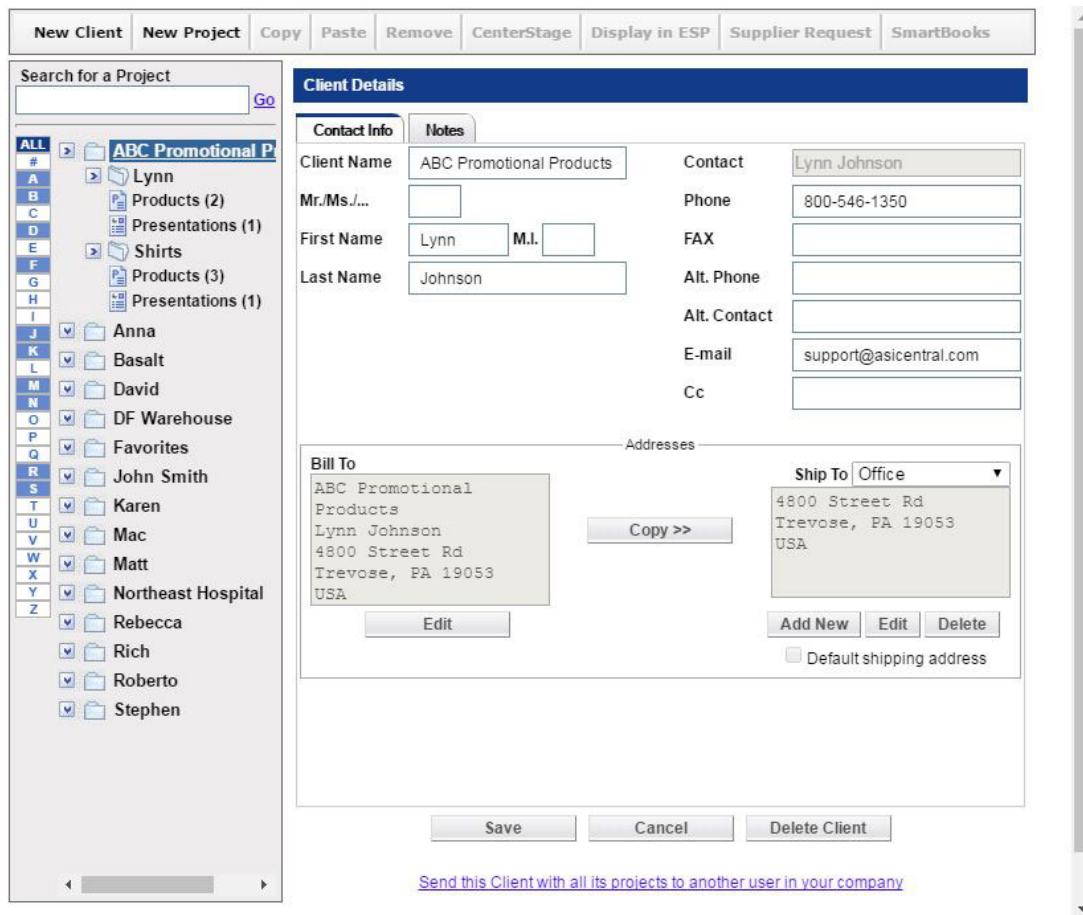 New Client New Project Copy Paste Remove CenterStage Display in ESP Supplier Request SmartBooks
Search for a Project
Go
ALL
#
A
B
C
D
E
F
G
H
I
J
K
L
M
N
O
P
Q
R
S
T
U
V
W
X
Y
Z
ABC Promotional
Lynn
Products (2)
Presentations (1)
Shirts
Products (3)
Presentations (1)
Anna
Basalt
David
DF Warehouse
Favorites
John Smith
Karen
Mac
Matt
Northeast Hospital
Rebecca
Rich
Roberto
Stephen
Client Details
Contact Info Notes
Client Name ABC Promotional Products
Mr./Ms./...
First Name Lynn M.I.
Last Name Johnson
Contact Lynn Johnson
Phone 800-546-1350
FAX
Alt. Phone
Alt. Contact
E-mail support@asicentral.com
Cc
Addresses
Bill To
ABC Promotional
Products
Lynn Johnson
4800 Street Rd
Trevose, PA 19053
USA
Edit
Copy >>
Ship To Office
4800 Street Rd
Trevose, PA 19053
USA
Add New Edit Delete
Default shipping address
Save Cancel Delete Client
Send this Client with all its projects to another user in your company